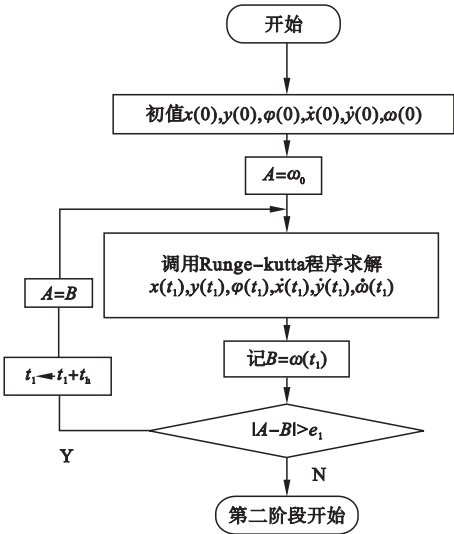 开始
初值x(0),y(0),φ(0),ẋ(0),ẏ(0),ω(0)
A=ω₀
调用Runge-kutta程序求解
x(t₁),y(t₁),φ(t₁),ẋ(t₁),ẏ(t₁),ω̇(t₁)
A=B
记B=ω(t₁)
t₁←t₁+tₕ
|A-B|>e₁
Y
N
第二阶段开始